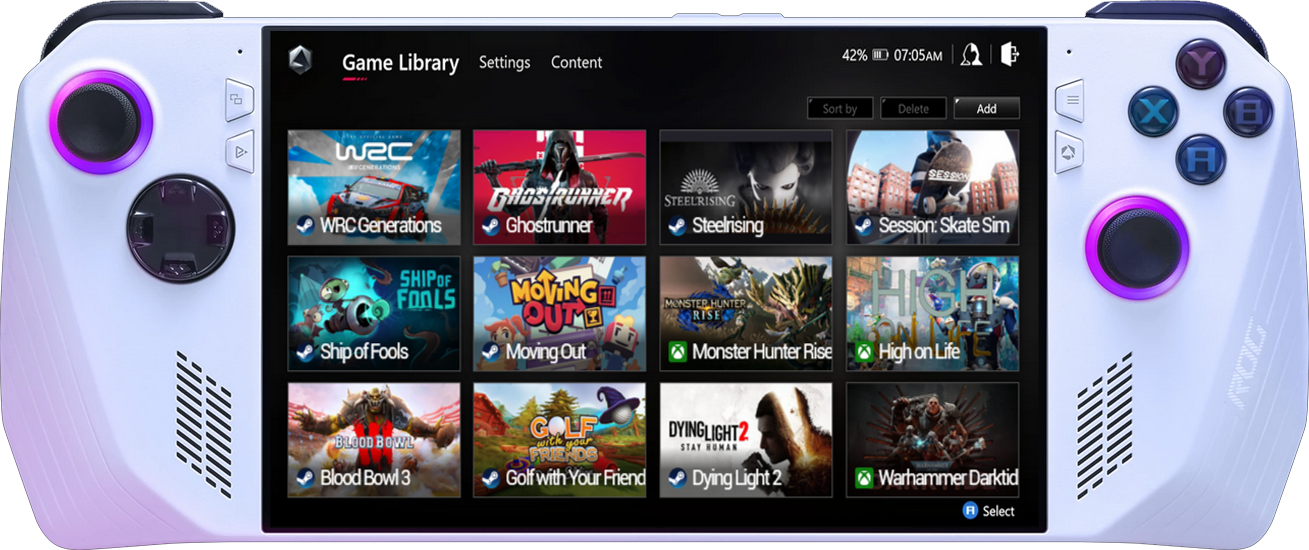 Game Library
Settings
Content
42%
07:05AM
Sort by
Delete
Add
WRC
GENERATIONS
WRC Generations
GHOSTRUNNER
Ghostrunner
STEELRISING
Steelrising
SESSION
Session: Skate Sim
SHIP OF
FOOLS
Ship of Fools
MOVING
OUT
Moving Out
MONSTER HUNTER
RISE
Monster Hunter Rise
HIGH
ON LIFE
High on Life
BLOOD BOWL
Blood Bowl 3
GOLF
with your
FRIENDS
Golf with Your Friend
DYING LIGHT 2
STAY HUMAN
Dying Light 2
Warhammer Darktid
A Select
Y
X
B
A